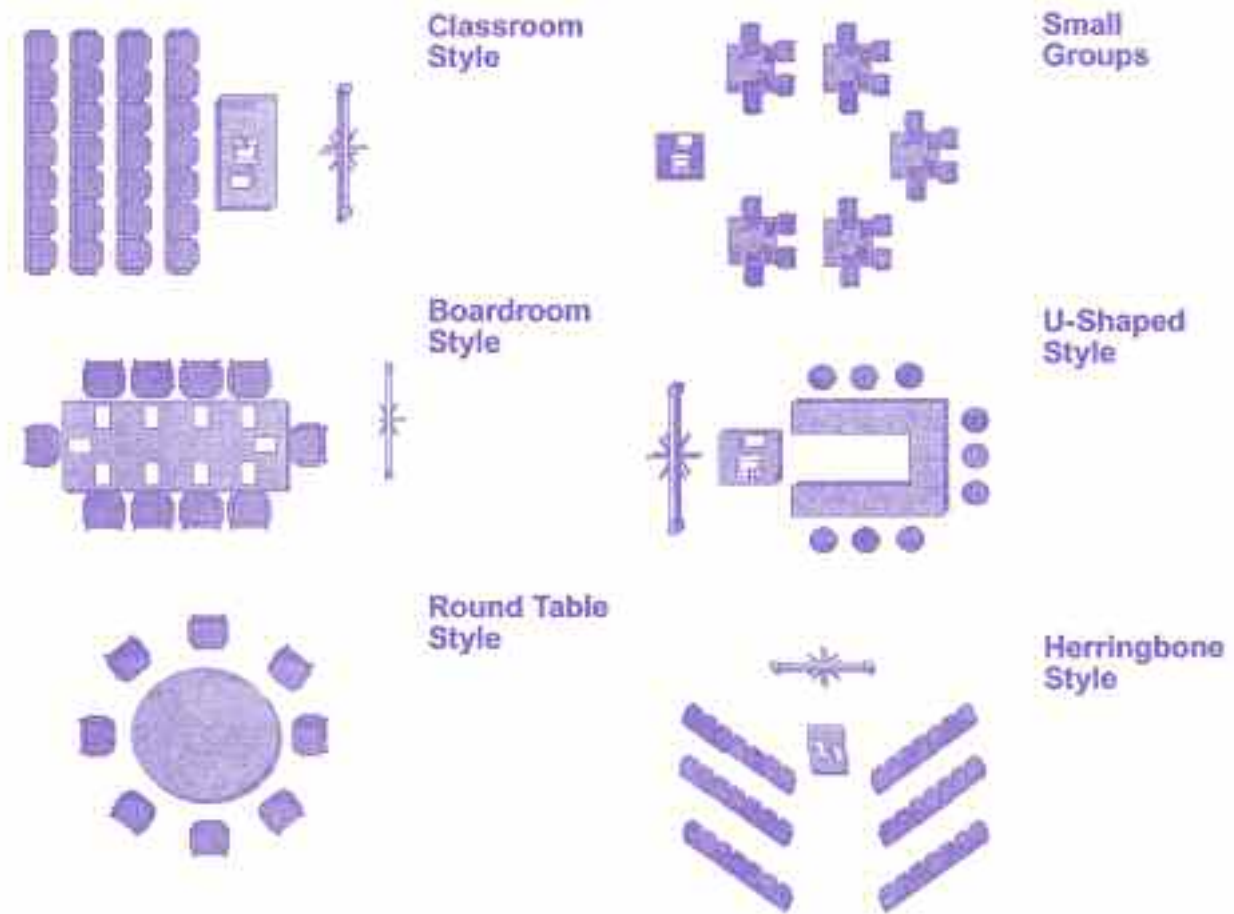 Classroom
Style
Small
Groups
Boardroom
Style
U-Shaped
Style
Round Table
Style
Herringbone
Style